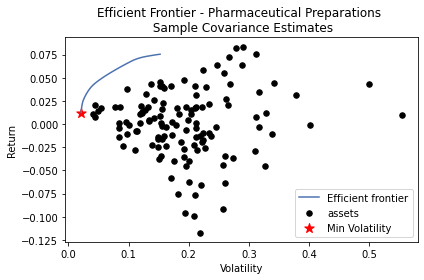 Efficient Frontier - Pharmaceutical Preparations
Sample Covariance Estimates
0.075
0.050
0.025
0.000
−0.025
−0.050
−0.075
−0.100
−0.125
Return
0.0
0.1
0.2
0.3
0.4
0.5
Volatility
Efficient frontier
assets
Min Volatility